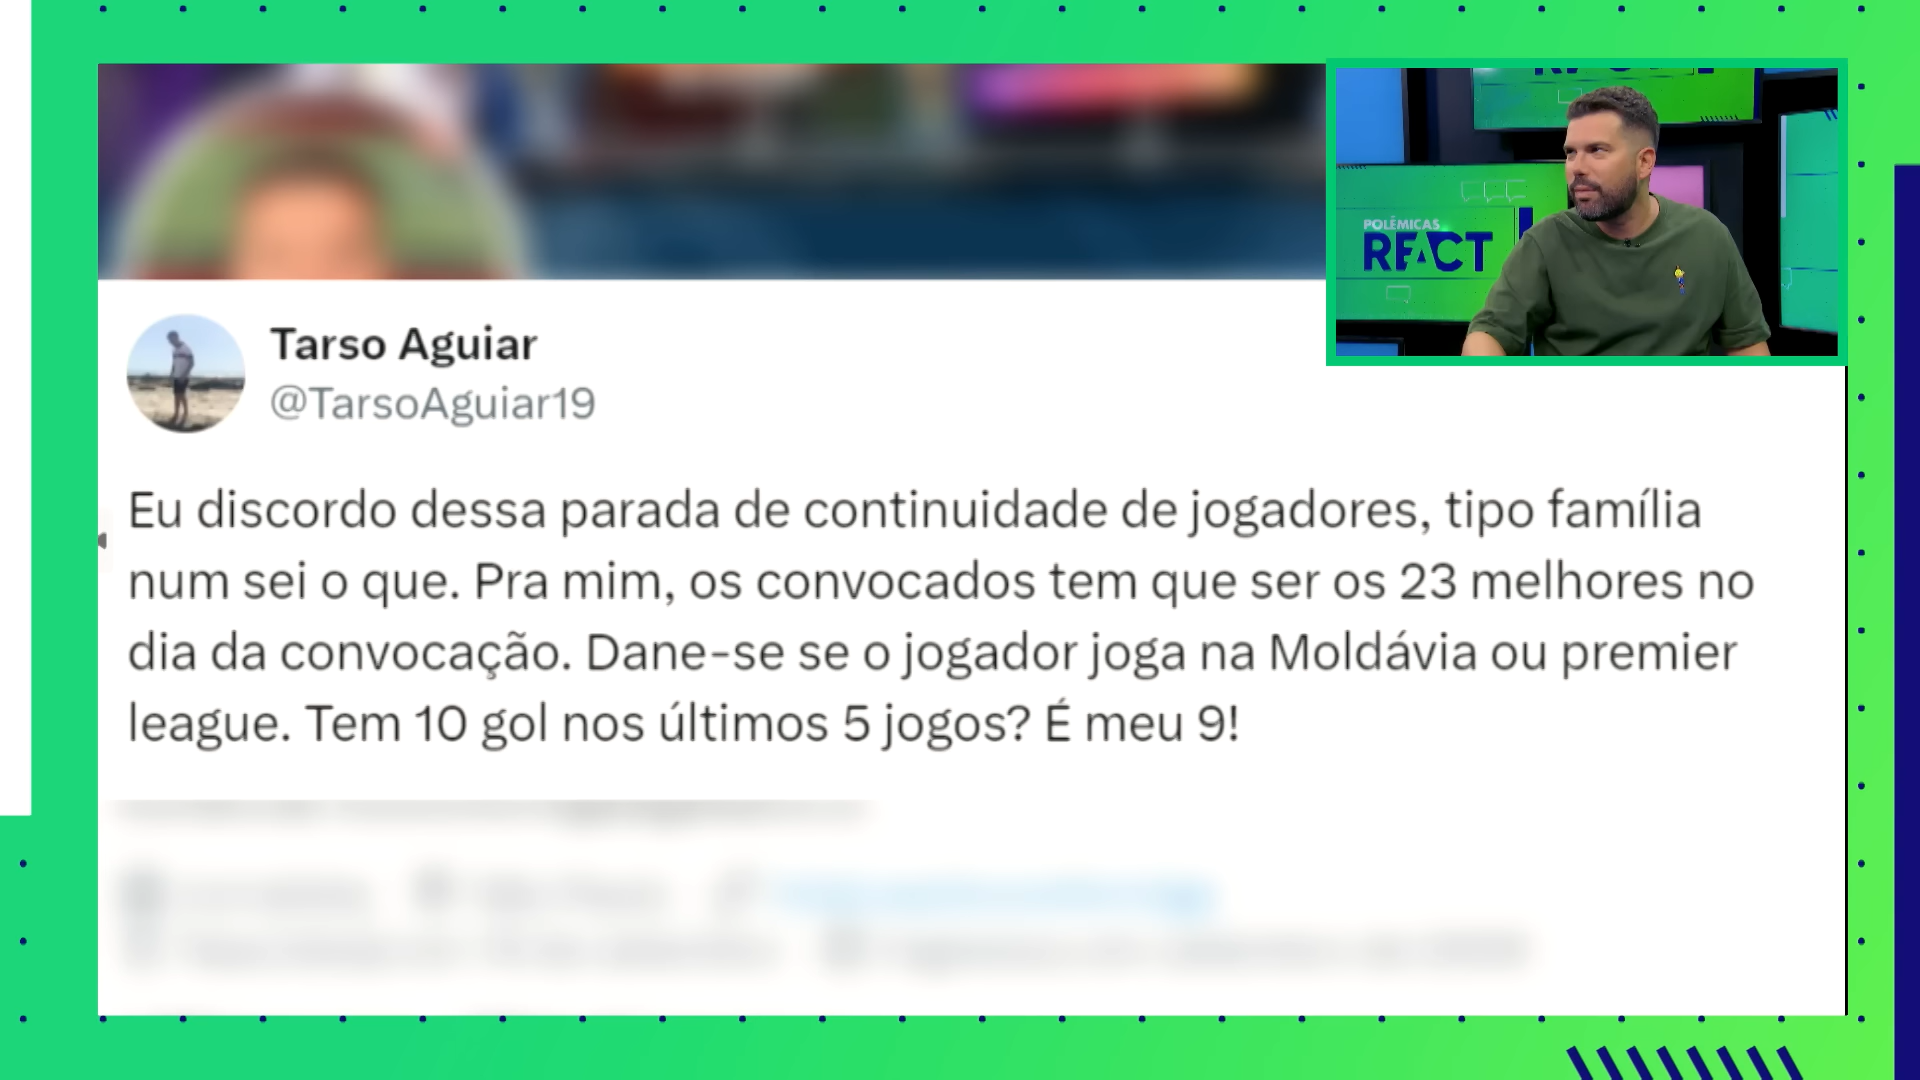 POLÊMICAS
REACT
Tarso Aguiar
@TarsoAguiar19
Eu discordo dessa parada de continuidade de jogadores, tipo família
num sei o que. Pra mim, os convocados tem que ser os 23 melhores no
dia da convocação. Dane-se se o jogador joga na Moldávia ou premier
league. Tem 10 gol nos últimos 5 jogos? É meu 9!